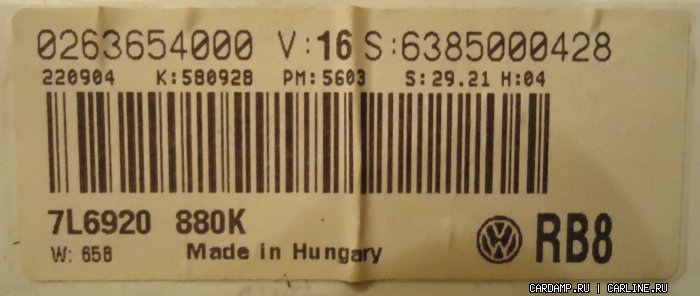 0263654000 V:16 S:6385000428
220904 K:580928 PM:5603 S:29.21 H:04
7L6920 880K
W: 658 Made in Hungary
RB8
CARDAMP.RU | CARLINE.RU